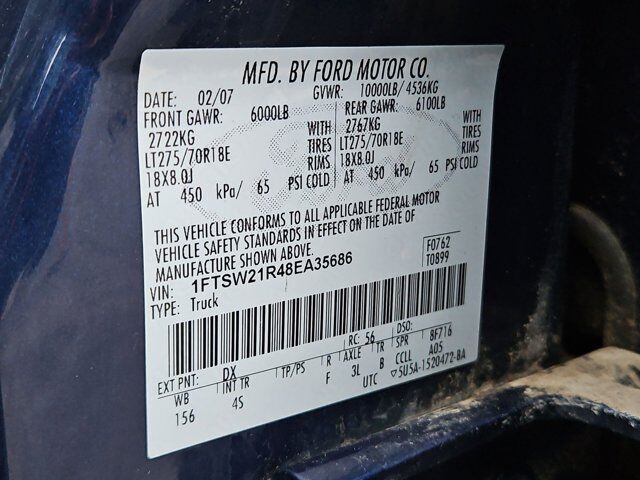 MFD. BY FORD MOTOR CO.
DATE: 02/07 GVWR: 10000LB/ 4536KG
FRONT GAWR: 6000LB REAR GAWR: 6100LB
2722KG WITH 2767KG WITH
LT275/70R18E TIRES LT275/70R18E TIRES
18X8.0J RIMS 18X8.0J RIMS
AT 450 kPa/ 65 PSI COLD AT 450 kPa/ 65 PSI COLD
THIS VEHICLE CONFORMS TO ALL APPLICABLE FEDERAL MOTOR
VEHICLE SAFETY STANDARDS IN EFFECT ON THE DATE OF
MANUFACTURE SHOWN ABOVE.
VIN: 1FTSW21R48EA35686 F0762
TYPE: Truck T0899
EXT PNT: DX RC: 56 DSO:
WB INT TR TP/PS R AXLE TR SPR 8F716
156 4S F 3L B CCLL A05
UTC ▽5U5A-1520472-BA